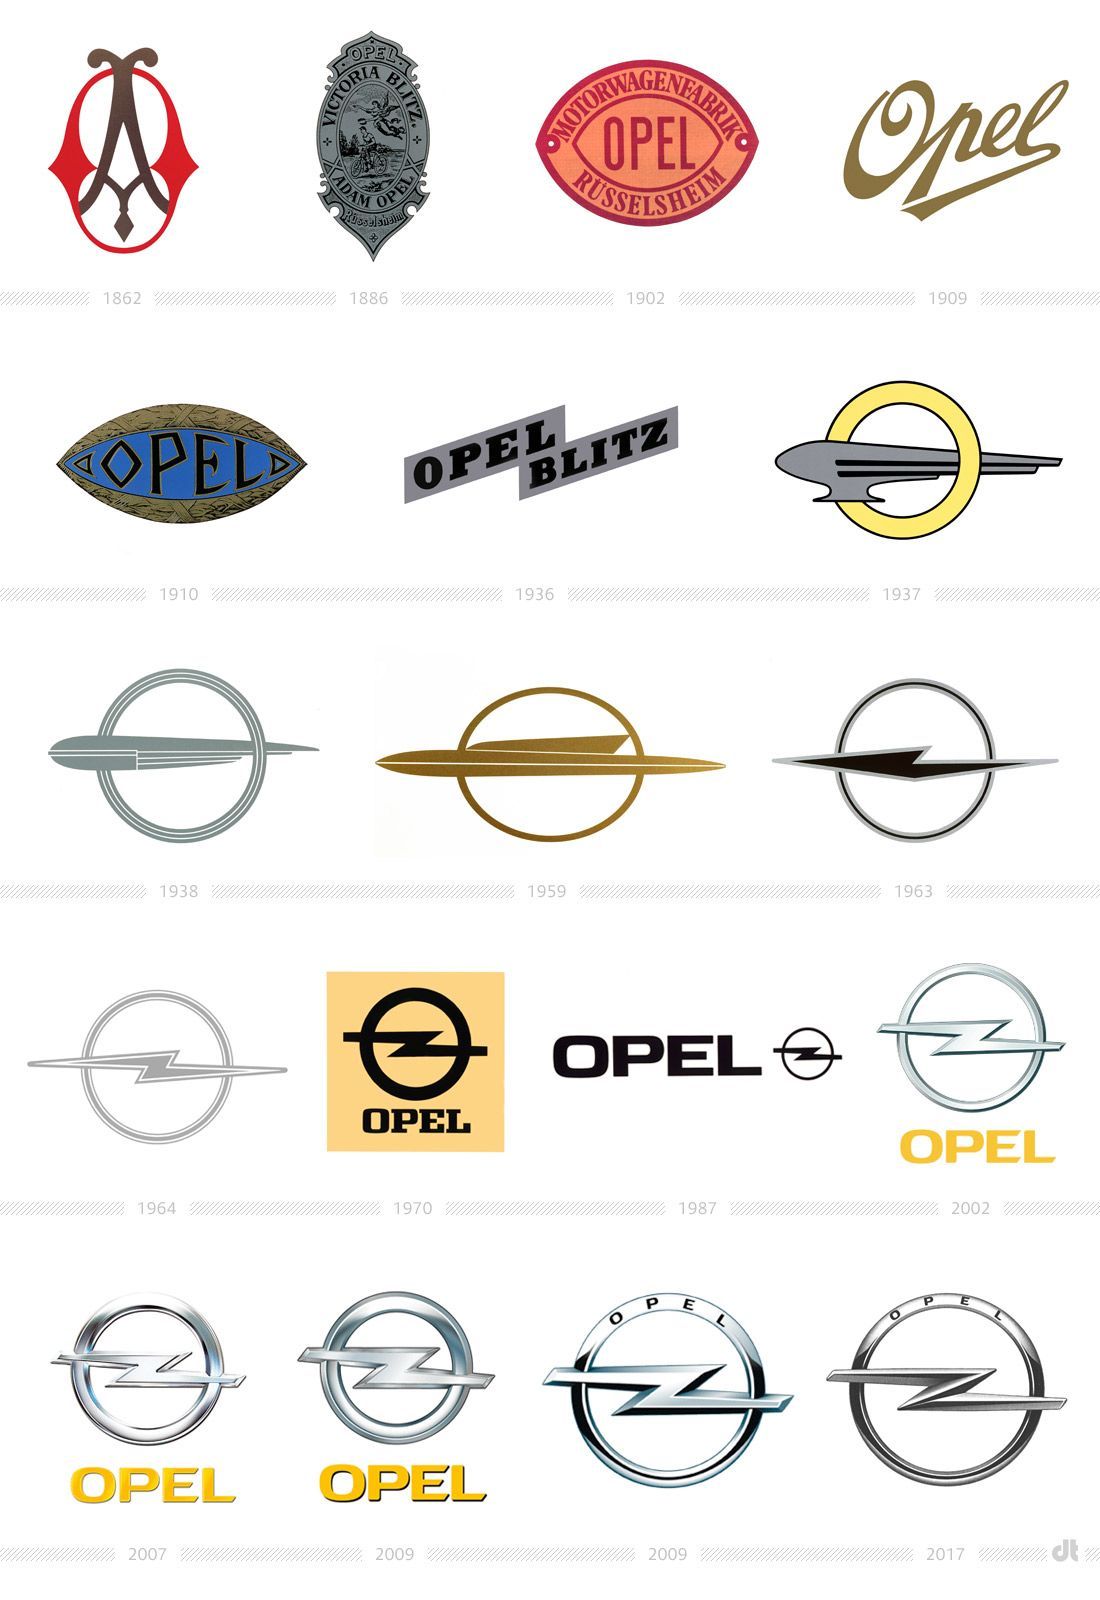 A O
OPEL
VICTORIA BLITZ.
ADAM OPEL
Rüsselsheim
MOTORWAGENFABRIK
OPEL
RÜSSELSHEIM
Opel
1862 1886 1902 1909
OPEL
OPEL
BLITZ
1910 1936 1937
1938 1959 1963
OPEL
OPEL
OPEL
1964 1970 1987 2002
OPEL
OPEL
OPEL
OPEL
2007 2009 2009 2017
dt